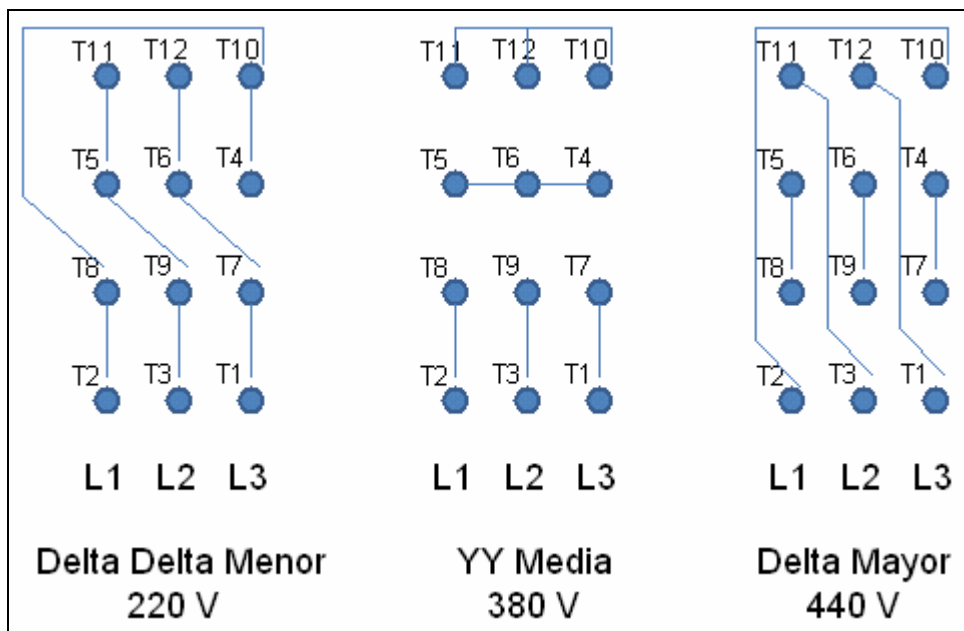 T11 T12 T10 T11 T12 T10 T11 T12 T10
T5 T6 T4 T5 T6 T4 T5 T6 T4
T8 T9 T7 T8 T9 T7 T8 T9 T7
T2 T3 T1 T2 T3 T1 T2 T3 T1
L1 L2 L3 L1 L2 L3 L1 L2 L3
Delta Delta Menor YY Media Delta Mayor
220 V 380 V 440 V